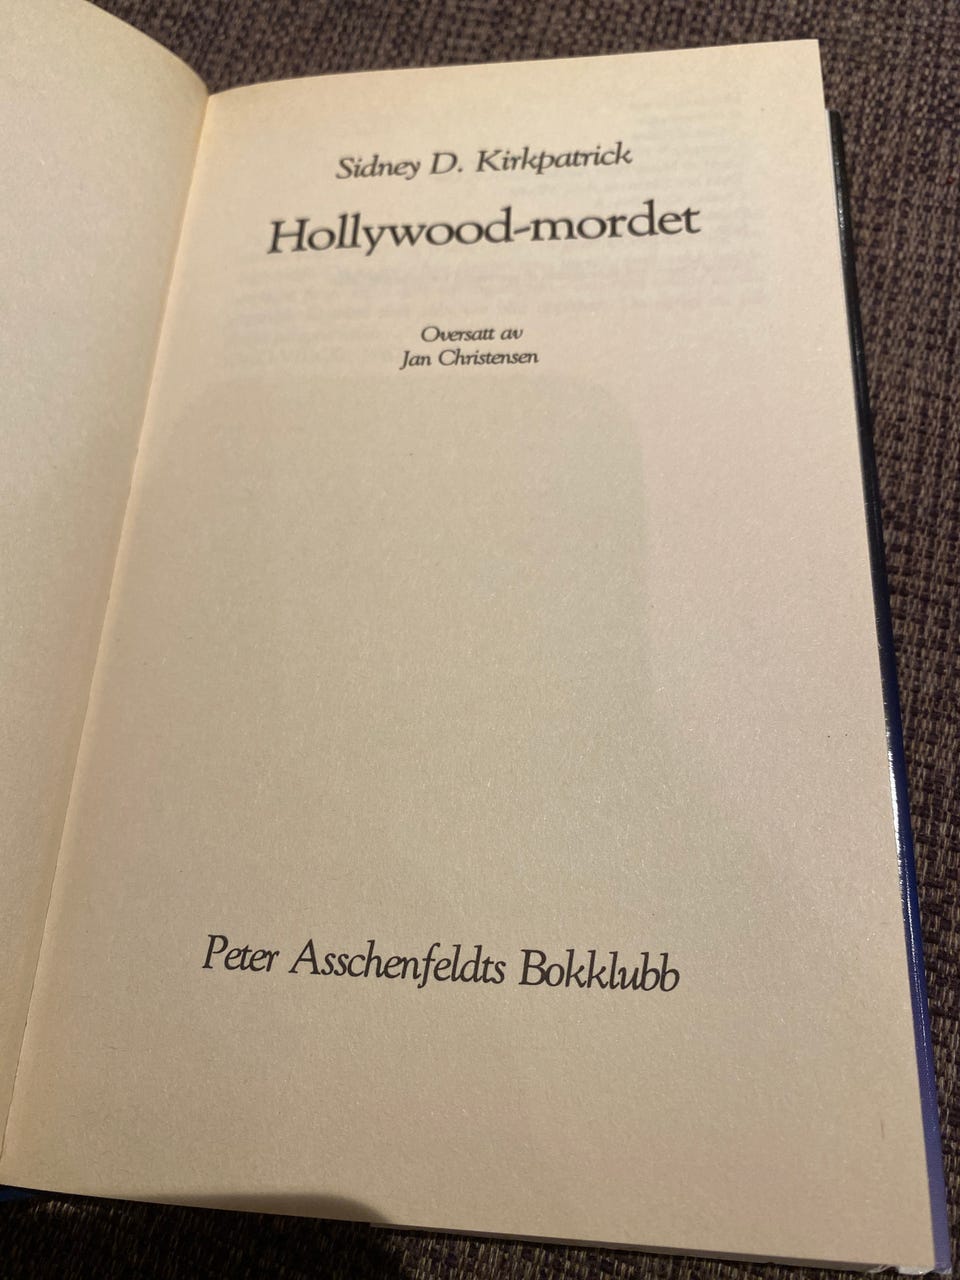 Sidney D. Kirkpatrick
Hollywood-mordet
Oversatt av
Jan Christensen
Peter Asschenfeldts Bokklubb